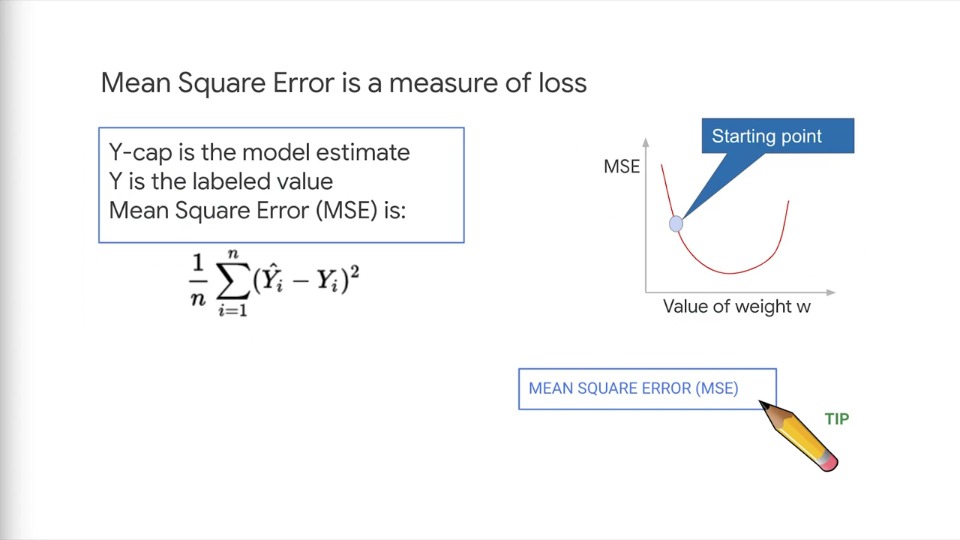 Mean Square Error is a measure of loss
Y-cap is the model estimate
Y is the labeled value
Mean Square Error (MSE) is:
\frac{1}{n} \sum_{i=1}^{n} (\hat{Y}_i - Y_i)^2
Starting point
MSE
Value of weight w
MEAN SQUARE ERROR (MSE)
TIP